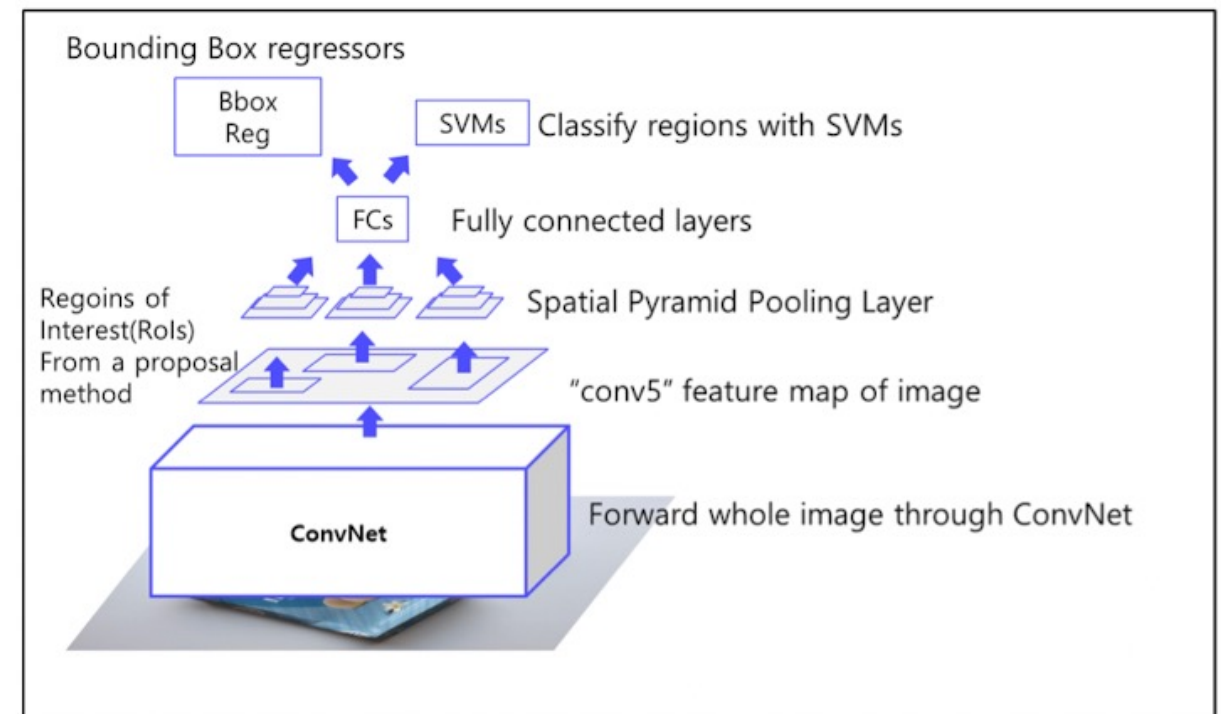 Bounding Box regressors
Bbox
Reg
SVMs
Classify regions with SVMs
FCs
Fully connected layers
Regoins of
Interest(RoIs)
From a proposal
method
Spatial Pyramid Pooling Layer
"conv5" feature map of image
ConvNet
Forward whole image through ConvNet